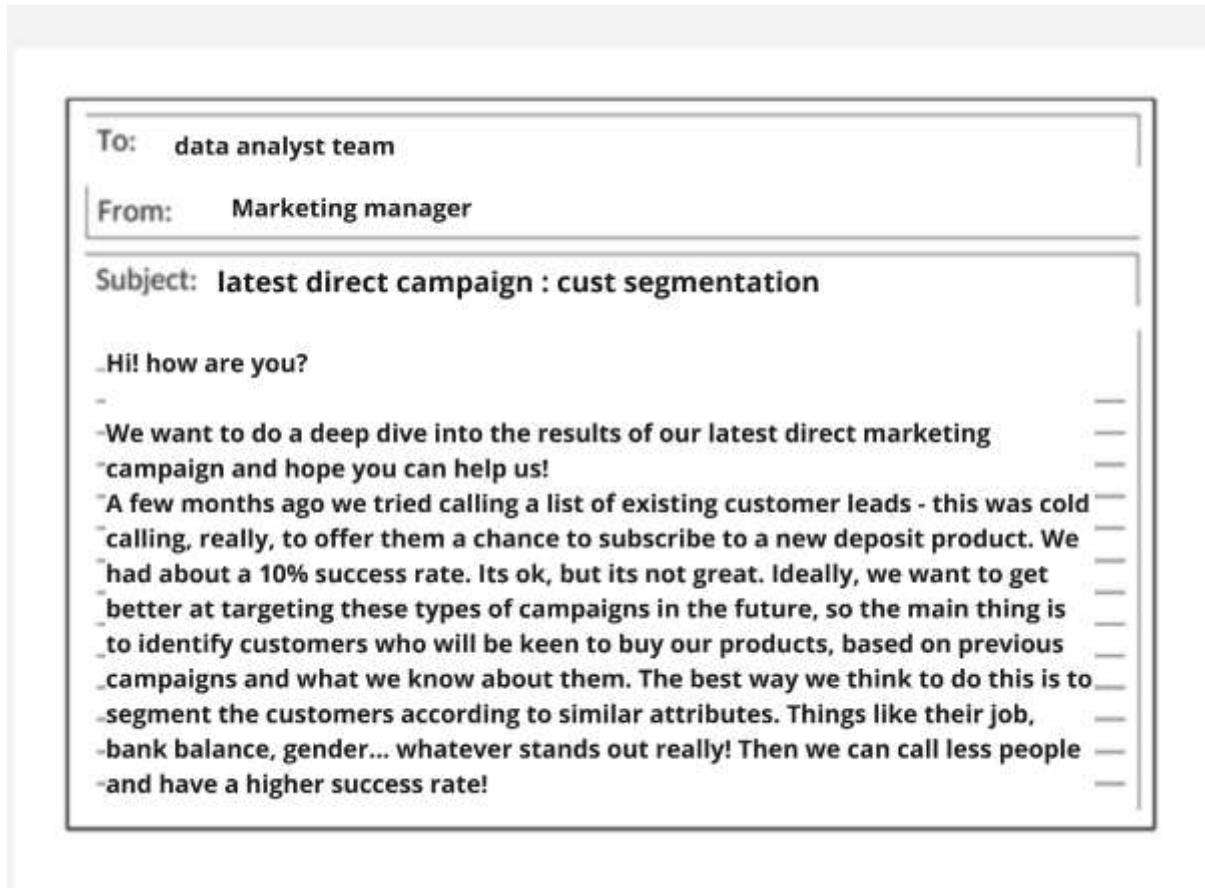 To: data analyst team
From: Marketing manager
Subject: latest direct campaign : cust segmentation
Hi! how are you?
We want to do a deep dive into the results of our latest direct marketing
campaign and hope you can help us!
A few months ago we tried calling a list of existing customer leads - this was cold
calling, really, to offer them a chance to subscribe to a new deposit product. We
had about a 10% success rate. Its ok, but its not great. Ideally, we want to get
better at targeting these types of campaigns in the future, so the main thing is
to identify customers who will be keen to buy our products, based on previous
campaigns and what we know about them. The best way we think to do this is to
segment the customers according to similar attributes. Things like their job,
bank balance, gender... whatever stands out really! Then we can call less people
and have a higher success rate!